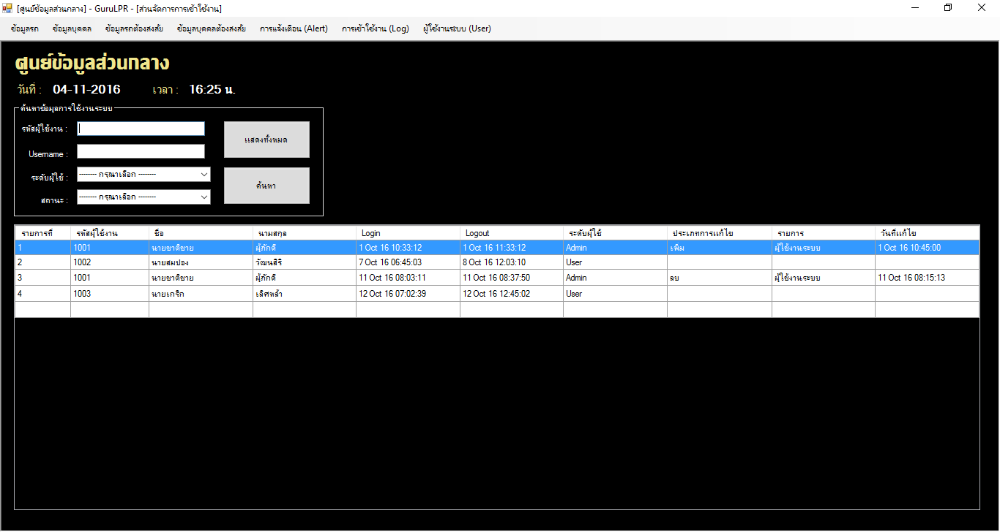 [ศูนย์ข้อมูลส่วนกลาง] - GuruLPR - [ส่วนจัดการการเข้าใช้งาน]
ข้อมูลรถ ข้อมูลบุคคล ข้อมูลรถต้องสงสัย ข้อมูลบุคคลต้องสงสัย การแจ้งเตือน (Alert) การเข้าใช้งาน (Log) ผู้ใช้งานระบบ (User)
ศูนย์ข้อมูลส่วนกลาง
วันที่ : 04-11-2016 เวลา : 16:25 น.
ค้นหาข้อมูลการใช้งานระบบ
รหัสผู้ใช้งาน : แสดงทั้งหมด
Username :
ระดับผู้ใช้ : -------- กรุณาเลือก -------- ค้นหา
สถานะ : -------- กรุณาเลือก --------
รายการที่ รหัสผู้ใช้งาน ชื่อ นามสกุล Login Logout ระดับผู้ใช้ ประเภทการแก้ไข รายการ วันที่แก้ไข
1 1001 นายชาติชาย ผู้ภักดี 1 Oct 16 10:33:12 1 Oct 16 11:33:12 Admin เพิ่ม ผู้ใช้งานระบบ 1 Oct 16 10:45:00
2 1002 นายสมปอง วัฒนสิริ 7 Oct 16 06:45:03 8 Oct 16 12:03:10 User
3 1001 นายชาติชาย ผู้ภักดี 11 Oct 16 08:03:11 11 Oct 16 08:37:50 Admin ลบ ผู้ใช้งานระบบ 11 Oct 16 08:15:13
4 1003 นายเกริก เลิศหล้า 12 Oct 16 07:02:39 12 Oct 16 12:45:02 User